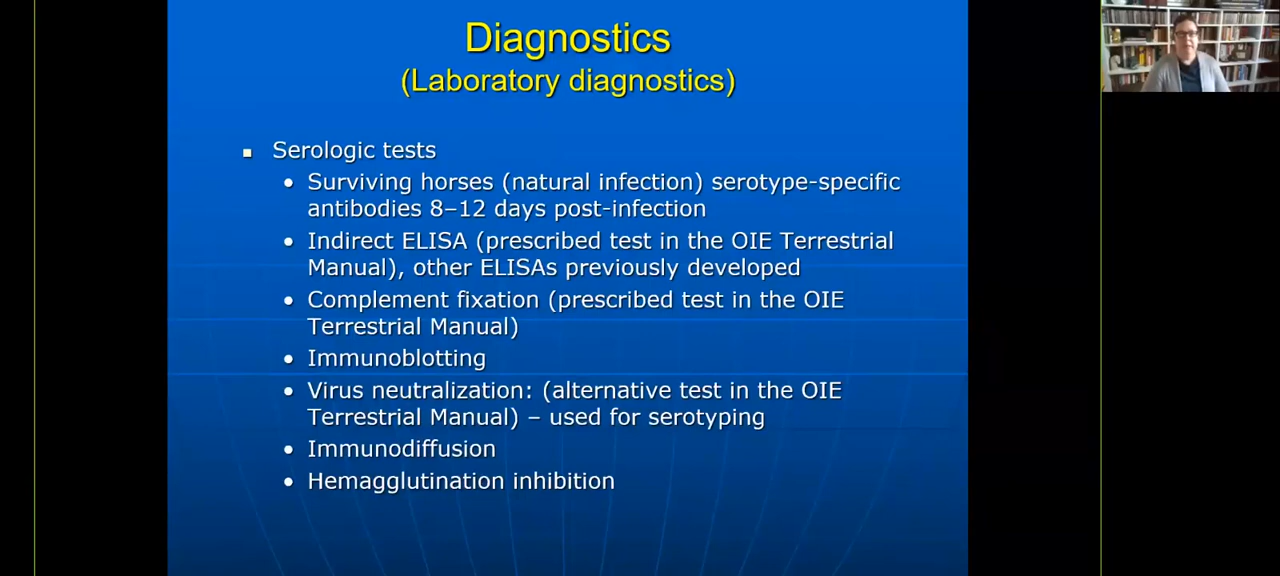 Diagnostics
(Laboratory diagnostics)
Serologic tests
Surviving horses (natural infection) serotype-specific
antibodies 8–12 days post-infection
Indirect ELISA (prescribed test in the OIE Terrestrial
Manual), other ELISAs previously developed
Complement fixation (prescribed test in the OIE
Terrestrial Manual)
Immunoblotting
Virus neutralization: (alternative test in the OIE
Terrestrial Manual) – used for serotyping
Immunodiffusion
Hemagglutination inhibition